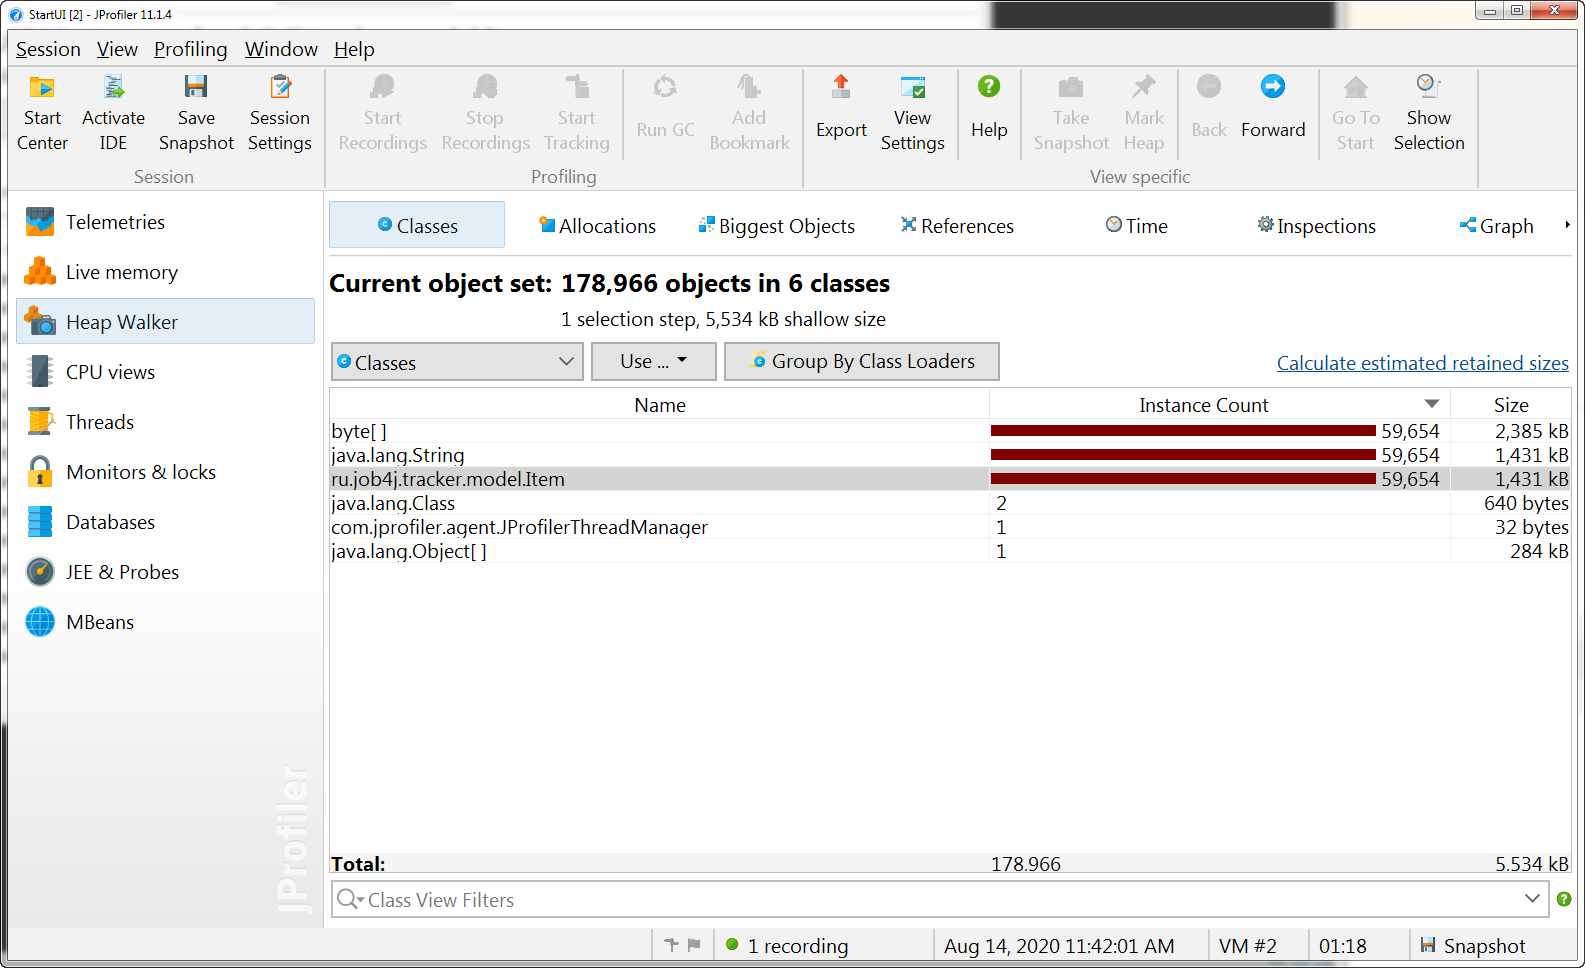 StartUI [2] - JProfiler 11.1.4
Session View Profiling Window Help
Start Center
Activate IDE
Save Snapshot
Session Settings
Start Recordings
Stop Recordings
Start Tracking
Run GC
Add Bookmark
Export
View Settings
Help
Take Snapshot
Mark Heap
Back
Forward
Go To Start
Show Selection
Session
Profiling
View specific
Telemetries
Live memory
Heap Walker
CPU views
Threads
Monitors & locks
Databases
JEE & Probes
MBeans
JProfiler
Classes Allocations Biggest Objects References Time Inspections Graph
Current object set: 178,966 objects in 6 classes
1 selection step, 5,534 kB shallow size
Classes Use ... Group By Class Loaders Calculate estimated retained sizes
Name Instance Count Size
byte[ ] 59,654 2,385 kB
java.lang.String 59,654 1,431 kB
ru.job4j.tracker.model.Item 59,654 1,431 kB
java.lang.Class 2 640 bytes
com.jprofiler.agent.JProfilerThreadManager 1 32 bytes
java.lang.Object[ ] 1 284 kB
Total: 178,966 5,534 kB
Class View Filters
1 recording Aug 14, 2020 11:42:01 AM VM #2 01:18 Snapshot